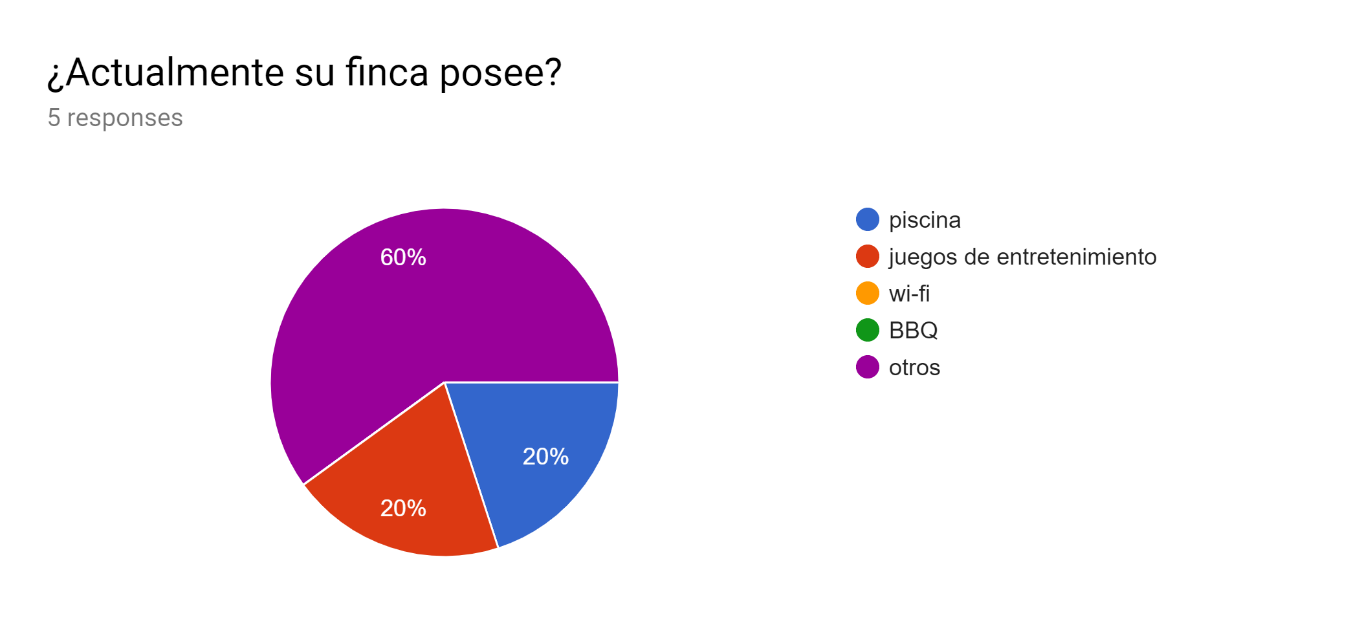 ¿Actualmente su finca posee?
5 responses
60%
20%
20%
piscina
juegos de entretenimiento
wi-fi
BBQ
otros